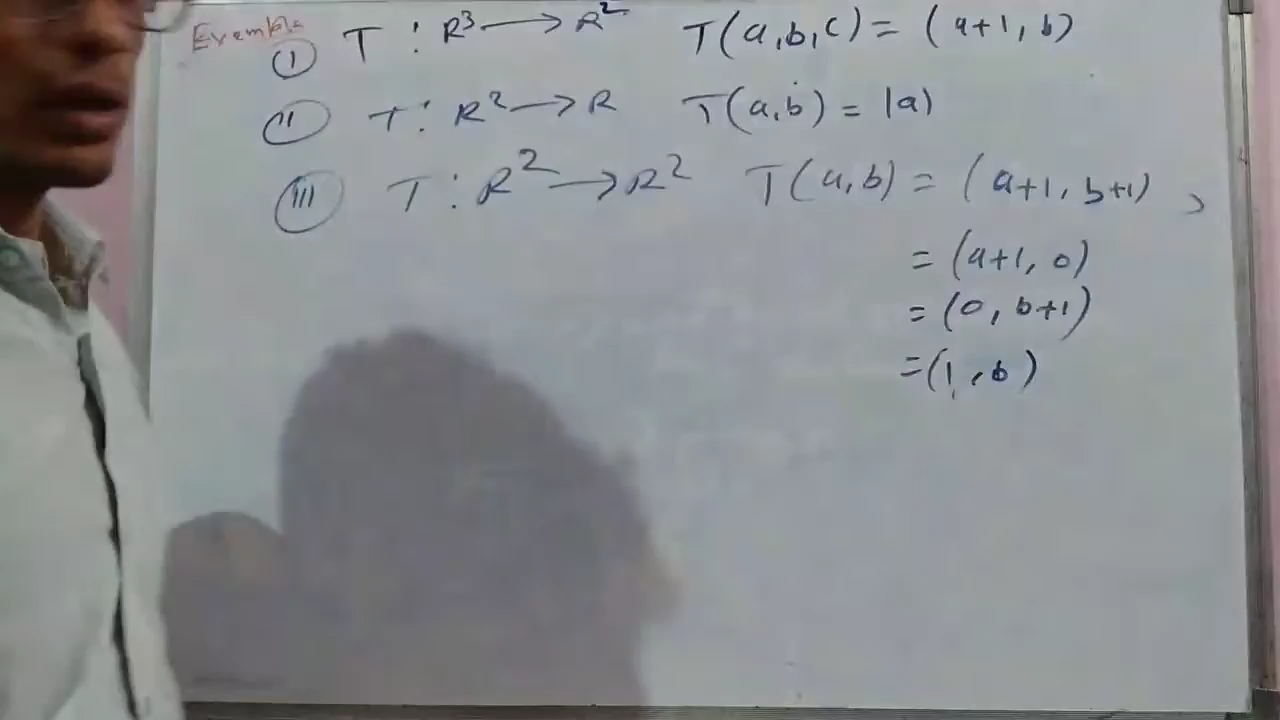 Example
(I) T : R³ → R² T(a,b,c) = (a+1, b)
(II) T : R² → R T(a,b) = |a|
(III) T : R² → R² T(a,b) = (a+1, b+1) ,
= (a+1, 0)
= (0, b+1)
= (1, b)